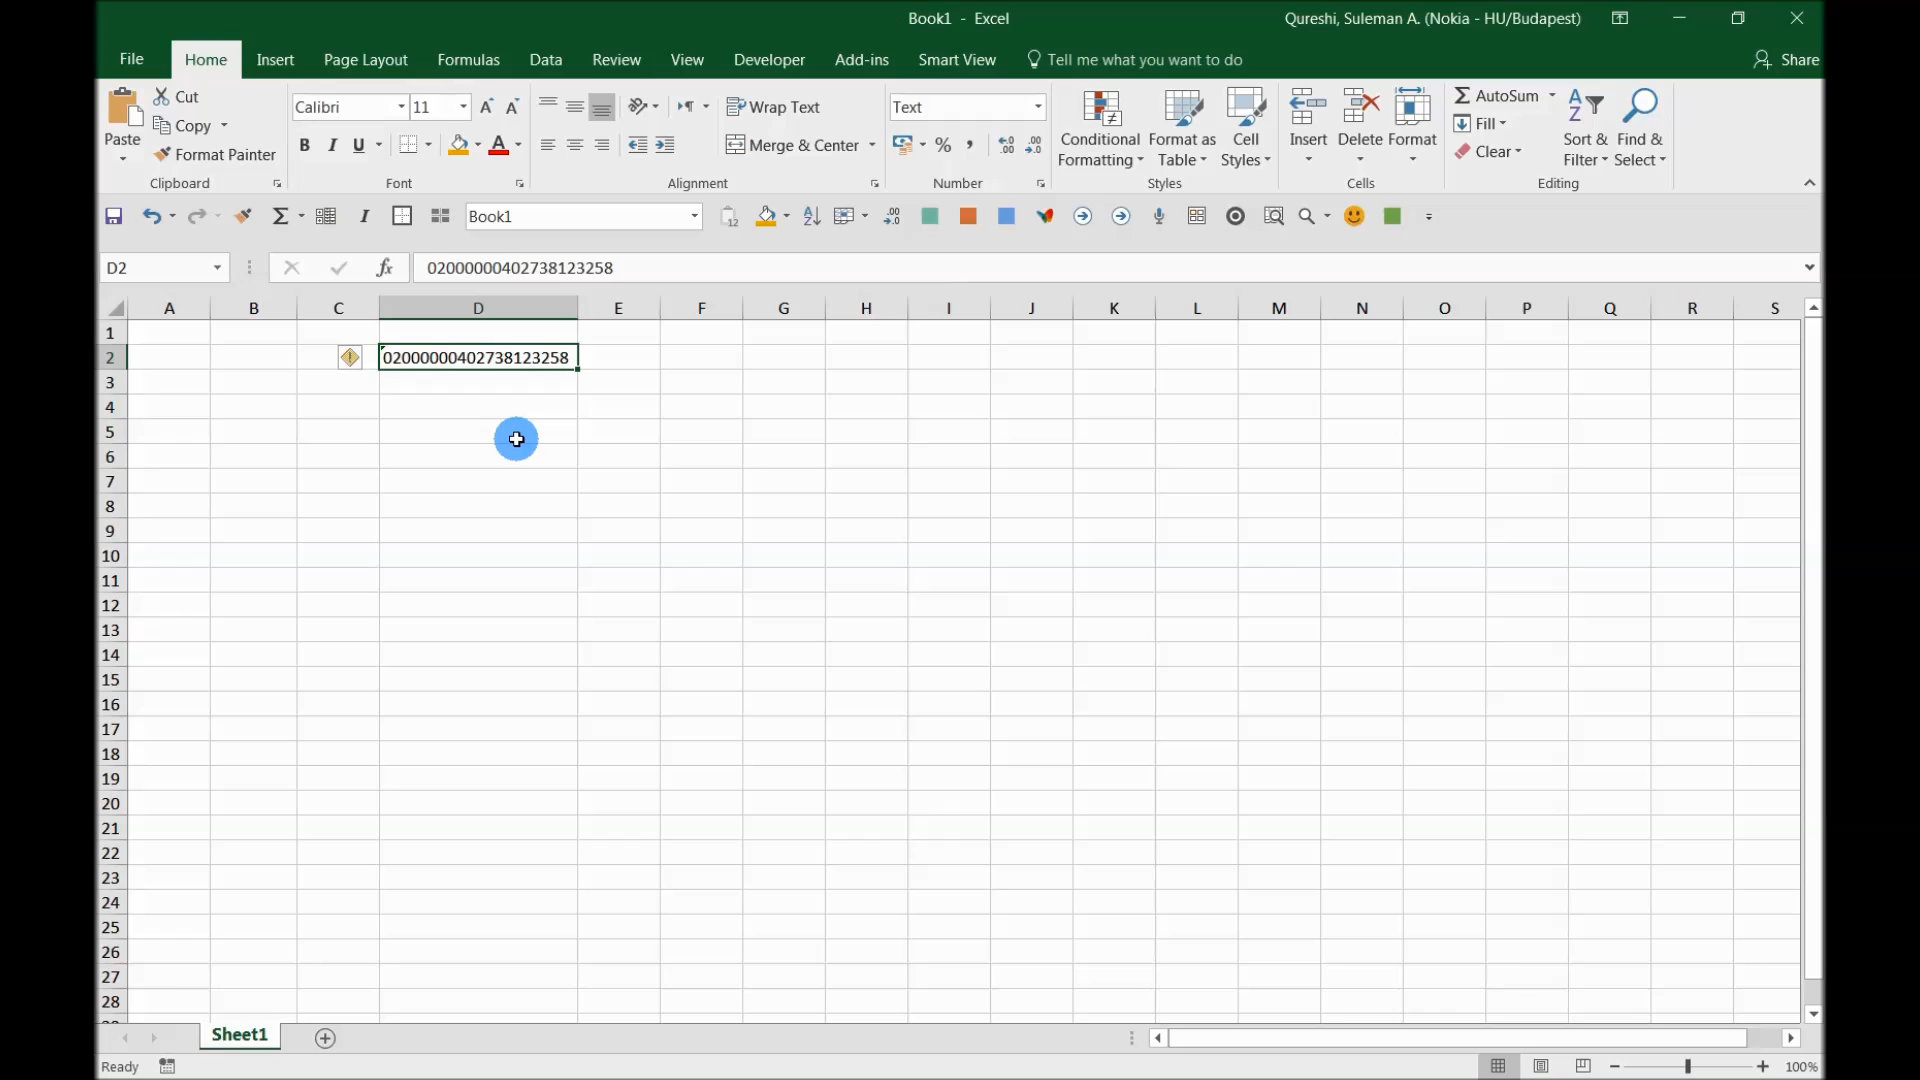 Book1 - Excel
Qureshi, Suleman A. (Nokia - HU/Budapest)
File Home Insert Page Layout Formulas Data Review View Developer Add-ins Smart View Tell me what you want to do Share
Paste
Cut
Copy
Format Painter
Clipboard
Calibri 11
B I U
Font
Wrap Text
Merge & Center
Alignment
Text
%
Number
Conditional Formatting
Format as Table
Cell Styles
Styles
Insert
Delete
Format
Cells
AutoSum
Fill
Clear
Sort & Filter
Find & Select
Editing
Book1
D2
fx
02000000402738123258
A B C D E F G H I J K L M N O P Q R S
1
2 02000000402738123258
3
4
5
6
7
8
9
10
11
12
13
14
15
16
17
18
19
20
21
22
23
24
25
26
27
28
Sheet1
Ready
100%